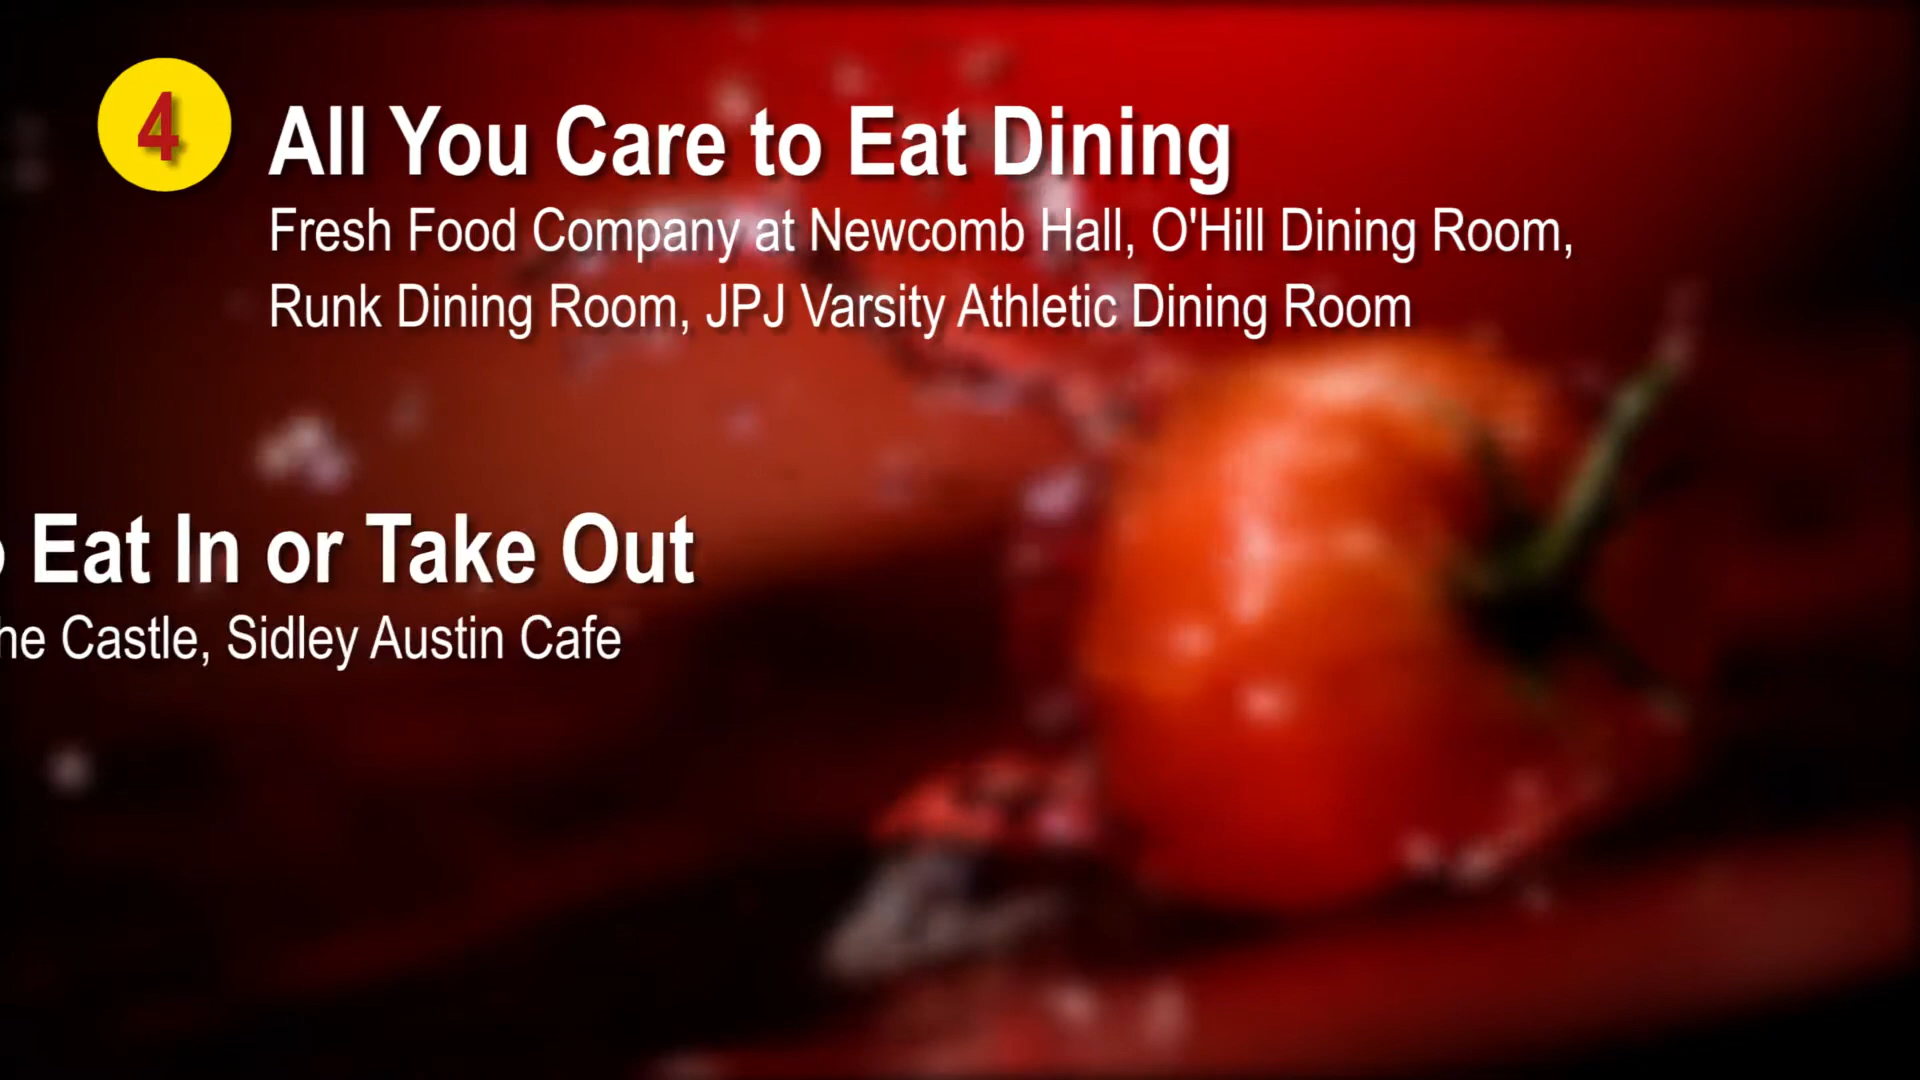 4
All You Care to Eat Dining
Fresh Food Company at Newcomb Hall, O'Hill Dining Room,
Runk Dining Room, JPJ Varsity Athletic Dining Room
Eat In or Take Out
Castle, Sidley Austin Cafe